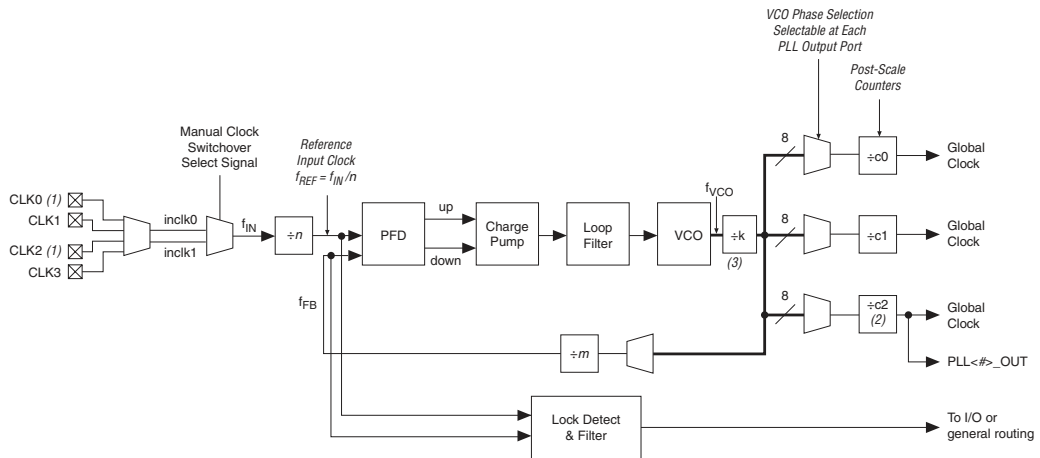 VCO Phase Selection
Selectable at Each
PLL Output Port
Post-Scale
Counters
Manual Clock
Switchover
Select Signal
Reference
Input Clock
fREF = fIN /n
8
÷c0
Global
Clock
CLK0 (1)
CLK1
CLK2 (1)
CLK3
inclk0
inclk1
fIN
÷n
PFD
up
down
Charge
Pump
Loop
Filter
VCO
fVCO
÷k
(3)
8
÷c1
Global
Clock
fFB
8
÷c2
(2)
Global
Clock
÷m
PLL<#>_OUT
Lock Detect
& Filter
To I/O or
general routing